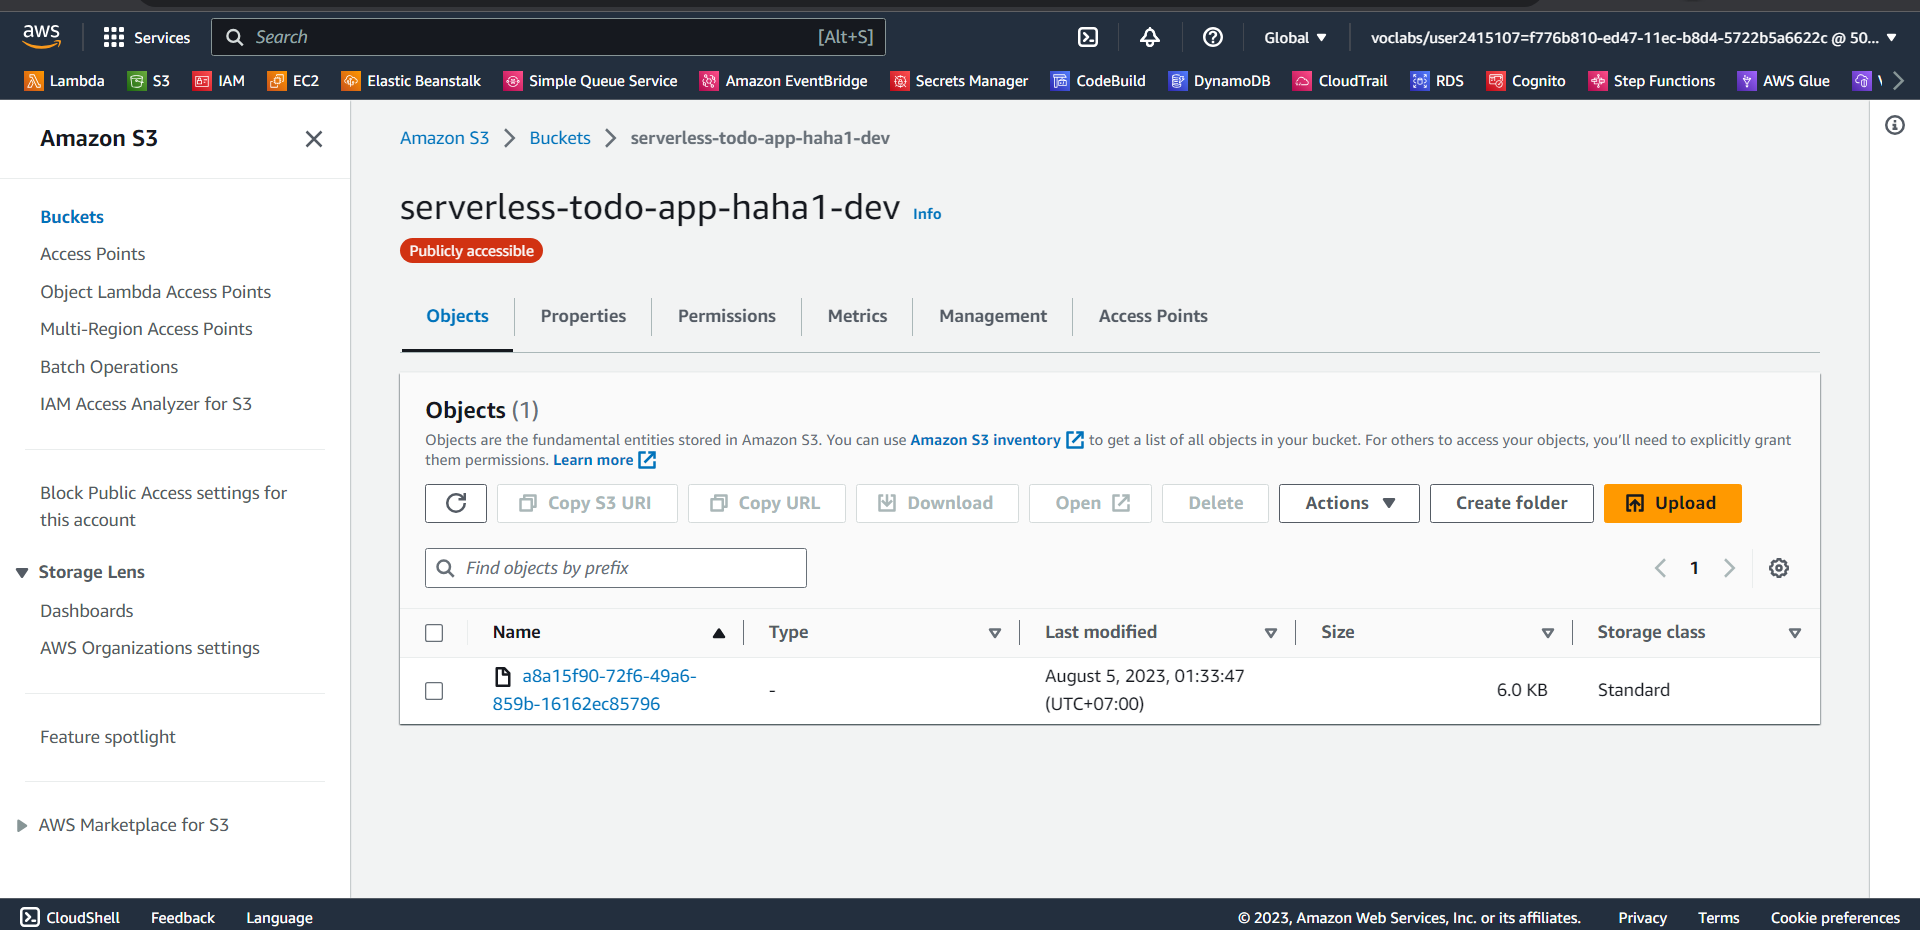 aws
Services
Search
[Alt+S]
Global
voclabs/user2415107=f776b810-ed47-11ec-b8d4-5722b5a6622c @ 50...
Lambda
S3
IAM
EC2
Elastic Beanstalk
Simple Queue Service
Amazon EventBridge
Secrets Manager
CodeBuild
DynamoDB
CloudTrail
RDS
Cognito
Step Functions
AWS Glue
Amazon S3
Buckets
Access Points
Object Lambda Access Points
Multi-Region Access Points
Batch Operations
IAM Access Analyzer for S3
Block Public Access settings for
this account
Storage Lens
Dashboards
AWS Organizations settings
Feature spotlight
AWS Marketplace for S3
Amazon S3
Buckets
serverless-todo-app-haha1-dev
serverless-todo-app-haha1-dev Info
Publicly accessible
Objects
Properties
Permissions
Metrics
Management
Access Points
Objects (1)
Objects are the fundamental entities stored in Amazon S3. You can use Amazon S3 inventory to get a list of all objects in your bucket. For others to access your objects, you'll need to explicitly grant
them permissions. Learn more
Copy S3 URI
Copy URL
Download
Open
Delete
Actions
Create folder
Upload
Find objects by prefix
1
Name
Type
Last modified
Size
Storage class
a8a15f90-72f6-49a6-
859b-16162ec85796
-
August 5, 2023, 01:33:47
(UTC+07:00)
6.0 KB
Standard
CloudShell
Feedback
Language
© 2023, Amazon Web Services, Inc. or its affiliates.
Privacy
Terms
Cookie preferences